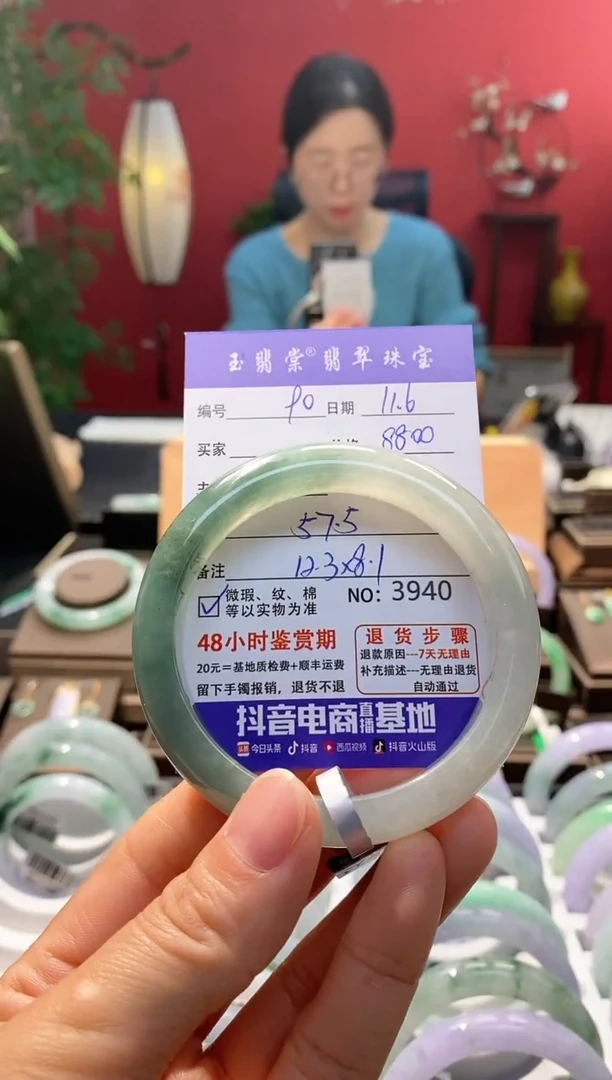 玉翡棠® 翡翠珠宝
编号 90 日期 11.6
买家 8800
57.5
备注 12.3x8.1
微瑕、纹、棉
等以实物为准
NO: 3940
48小时鉴赏期
20元=基地质检费+顺丰运费
留下手镯报销，退货不退
退货步骤
退款原因---7天无理由
补充描述---无理由退货
自动通过
抖音电商直播基地
头条 今日头条 抖音 西瓜视频 抖音火山版